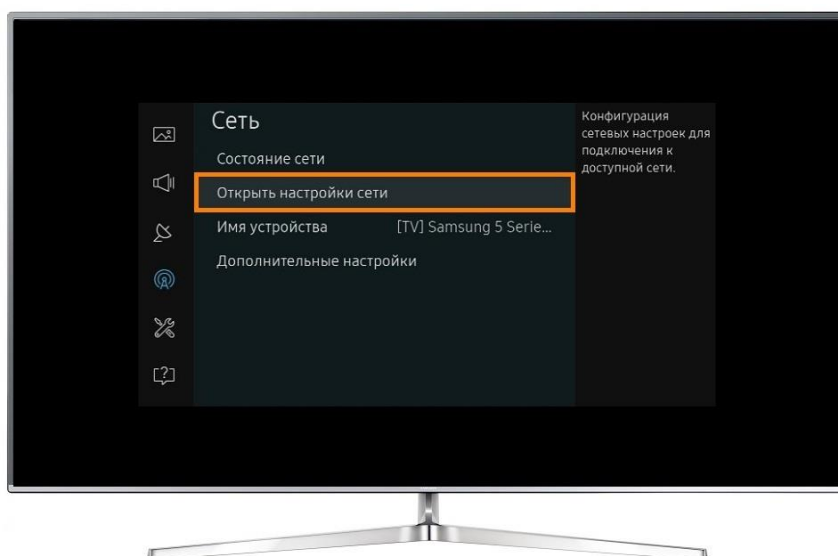 Сеть
Состояние сети
Открыть настройки сети
Имя устройства [TV] Samsung 5 Serie...
Дополнительные настройки
Конфигурация
сетевых настроек для
подключения к
доступной сети.